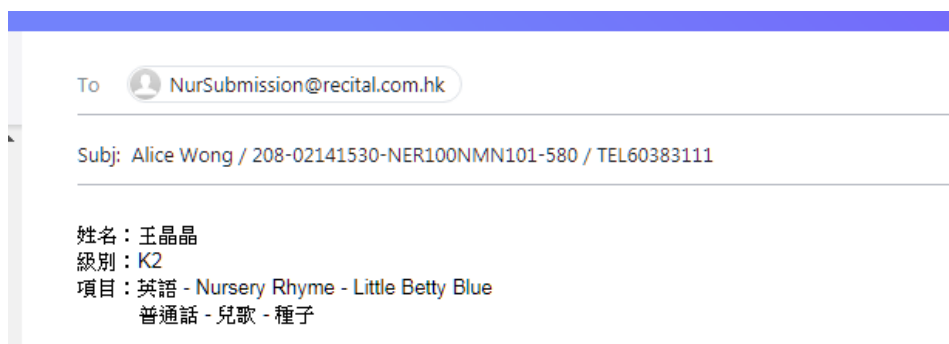 To NurSubmission@recital.com.hk
Subj: Alice Wong / 208-02141530-NER100NMN101-580 / TEL60383111
姓名：王晶晶
級別：K2
項目：英語 - Nursery Rhyme - Little Betty Blue
普通話 - 兒歌 - 種子